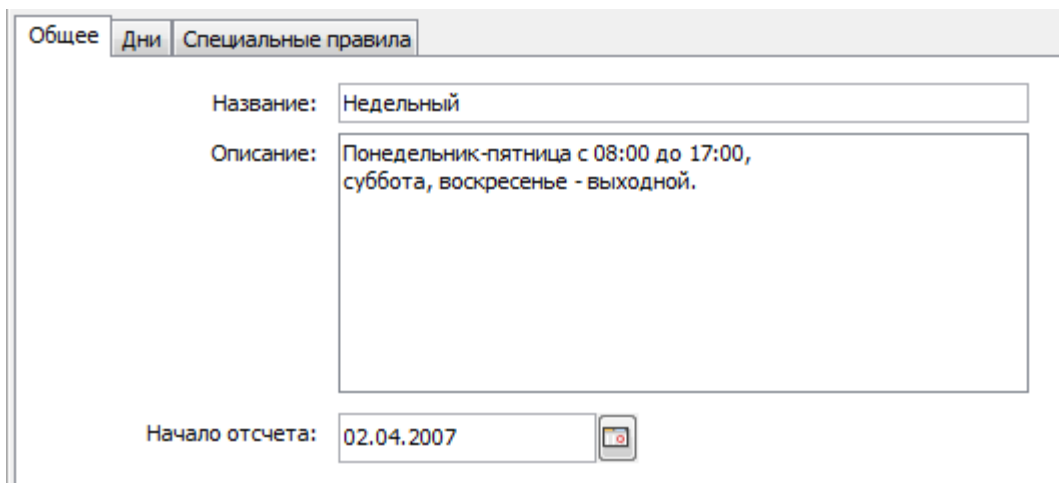 Общее Дни Специальные правила
Название: Недельный
Описание: Понедельник-пятница с 08:00 до 17:00,
суббота, воскресенье - выходной.
Начало отсчета: 02.04.2007